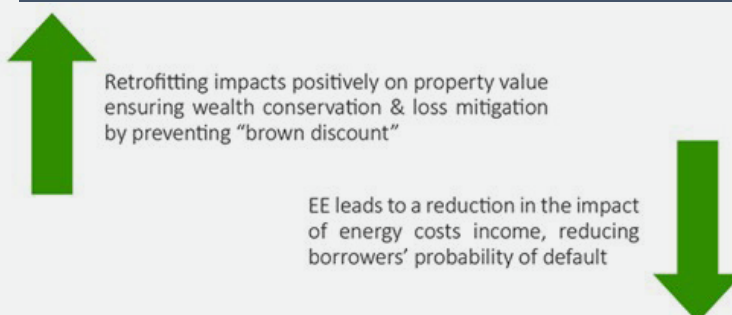 Retrofitting impacts positively on property value
ensuring wealth conservation & loss mitigation
by preventing “brown discount”
EE leads to a reduction in the impact
of energy costs income, reducing
borrowers’ probability of default